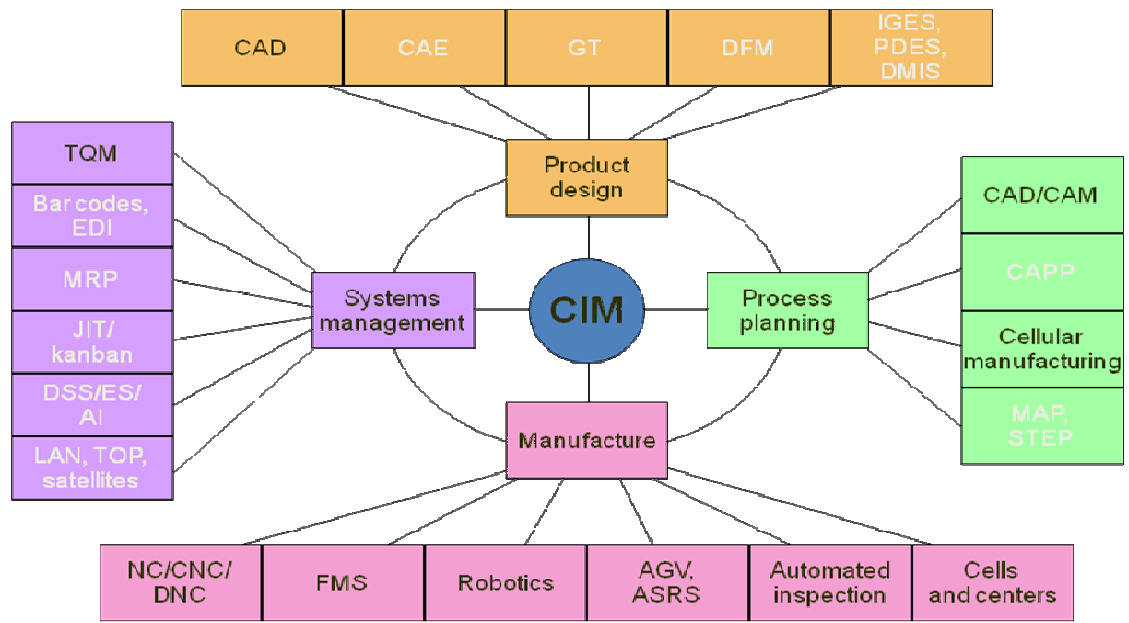 CAD
CAE
GT
DFM
IGES,
PDES,
DMIS
Product
design
TQM
Bar codes,
EDI
MRP
JIT/
kanban
DSS/ES/
AI
LAN, TOP,
satellites
Systems
management
CIM
Process
planning
CAD/CAM
CAPP
Cellular
manufacturing
MAP,
STEP
Manufacture
NC/CNC/
DNC
FMS
Robotics
AGV,
ASRS
Automated
inspection
Cells
and centers